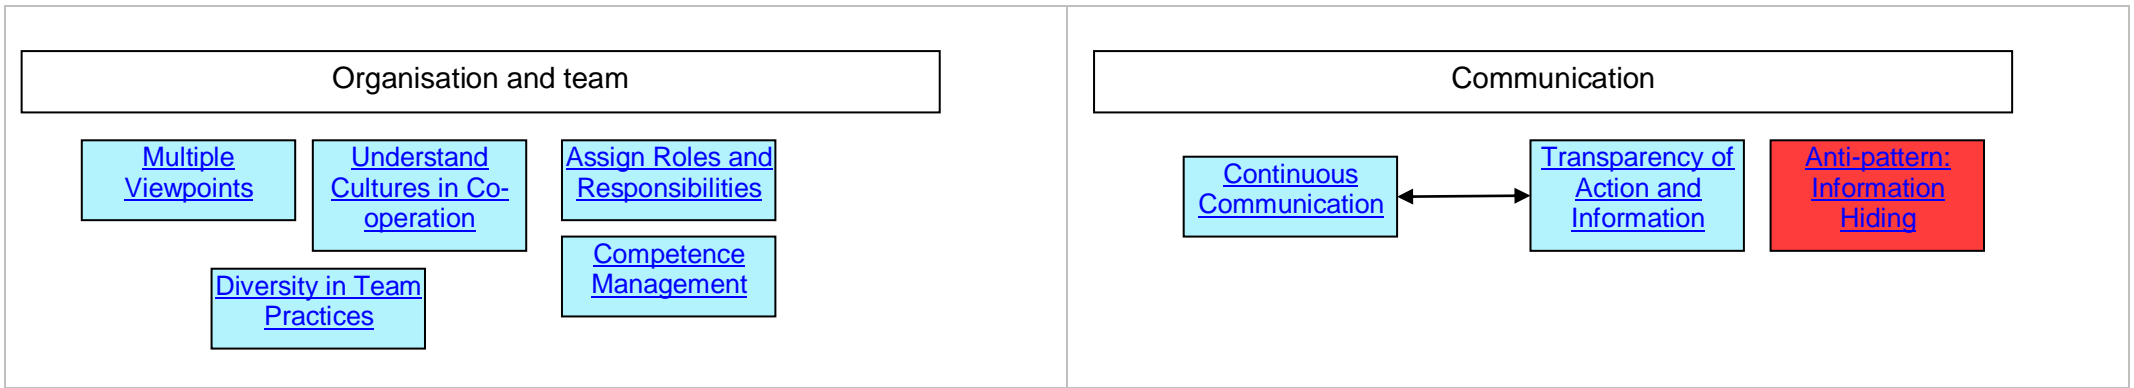 Organisation and team
Multiple
Viewpoints
Understand
Cultures in Co-
operation
Assign Roles and
Responsibilities
Competence
Management
Diversity in Team
Practices
Communication
Continuous
Communication
Transparency of
Action and
Information
Anti-pattern:
Information
Hiding